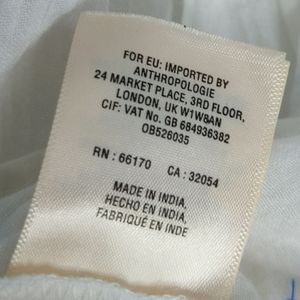 FOR EU: IMPORTED BY
ANTHROPOLOGIE
24 MARKET PLACE, 3RD FLOOR,
LONDON, UK W1W8AN
CIF: VAT No. GB 684936382
OB526035
RN : 66170 CA : 32054
MADE IN INDIA,
HECHO EN INDIA,
FABRIQUÉ EN INDE